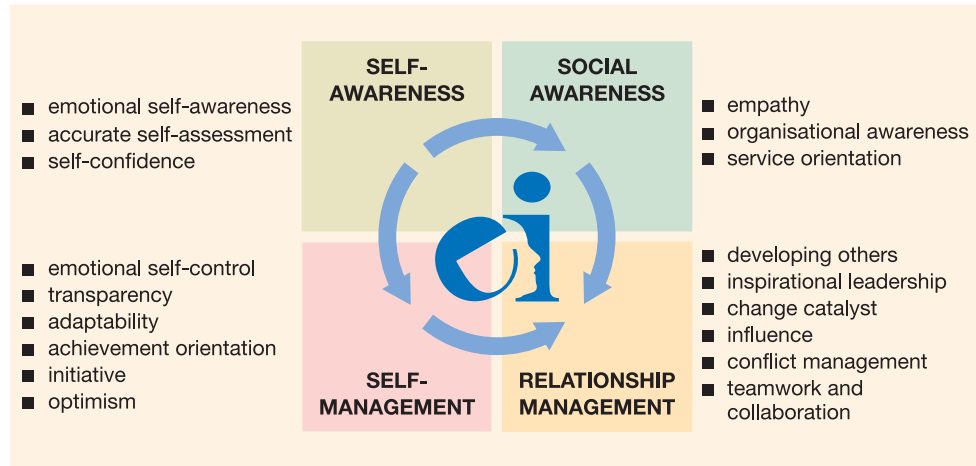 SELF-
AWARENESS
SOCIAL
AWARENESS
emotional self-awareness
accurate self-assessment
self-confidence
empathy
organisational awareness
service orientation
ei
emotional self-control
transparency
adaptability
achievement orientation
initiative
optimism
developing others
inspirational leadership
change catalyst
influence
conflict management
teamwork and
collaboration
SELF-
MANAGEMENT
RELATIONSHIP
MANAGEMENT